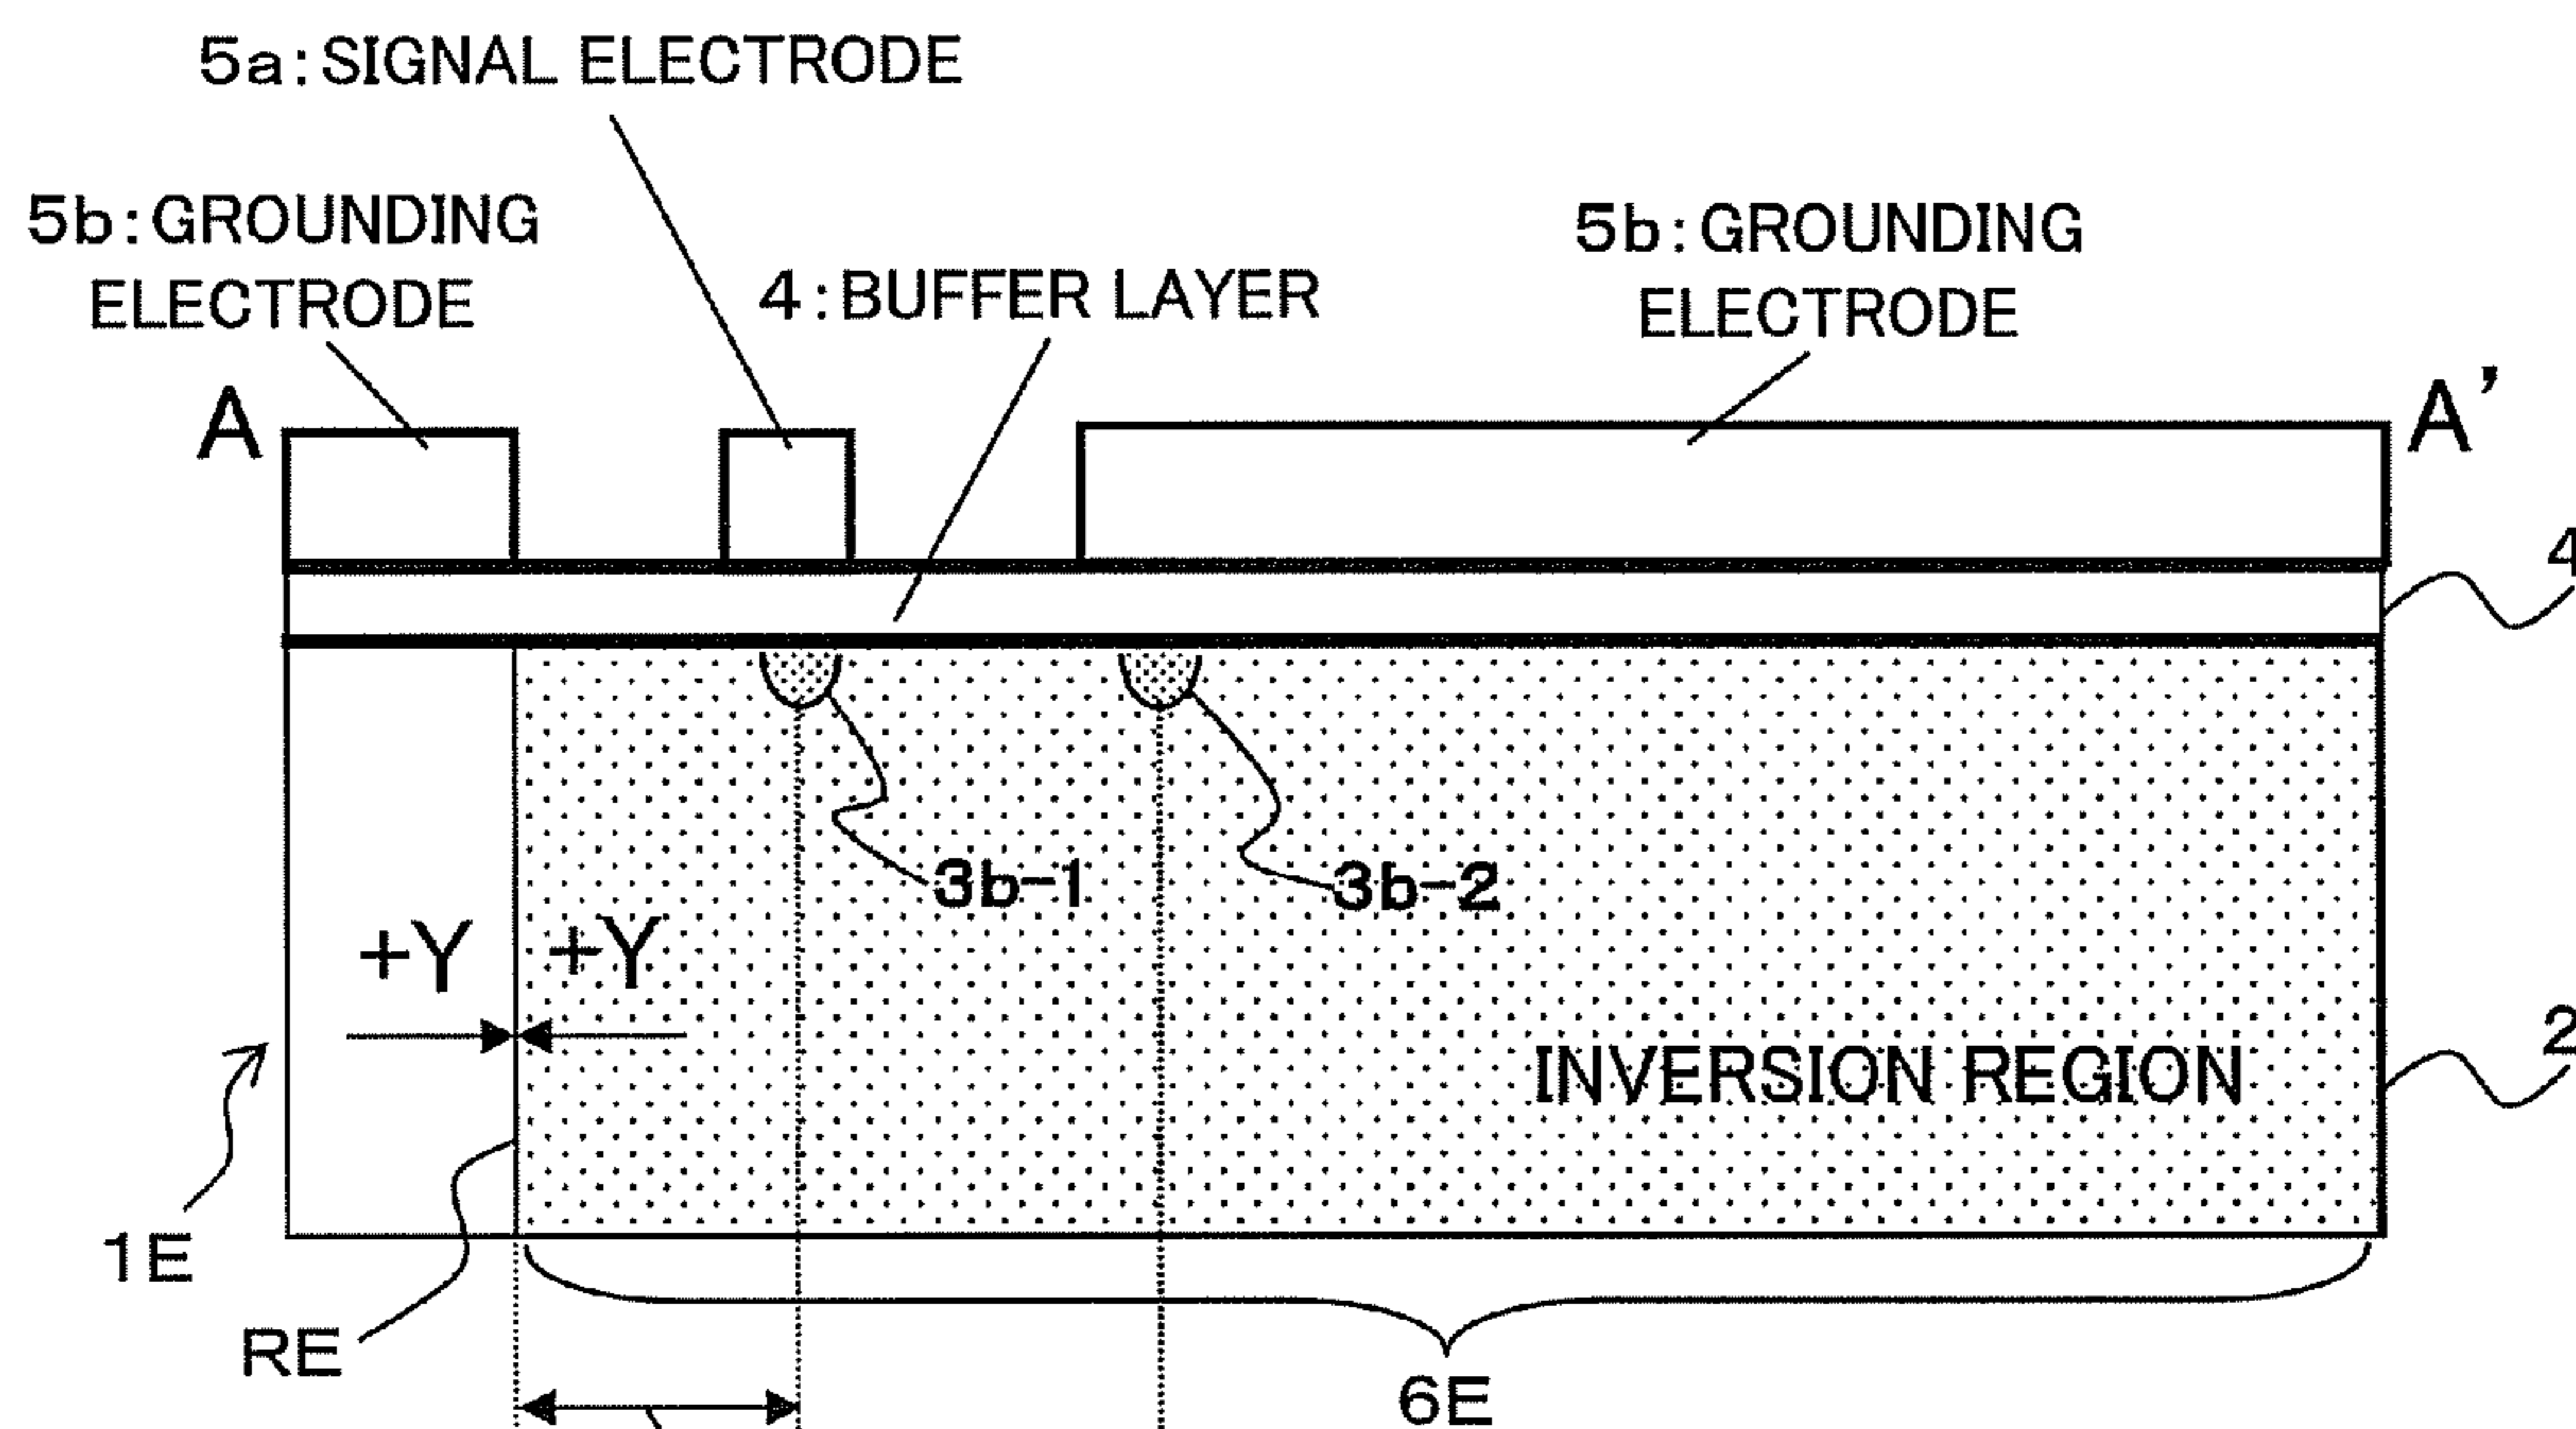 5a:SIGNAL ELECTRODE
5b:GROUNDING
ELECTRODE
5b:GROUNDING
ELECTRODE
4:BUFFER LAYER
A
A'
4
3b-1
3b-2
+Y
+Y
INVERSION REGION
2
1E
RE
6E